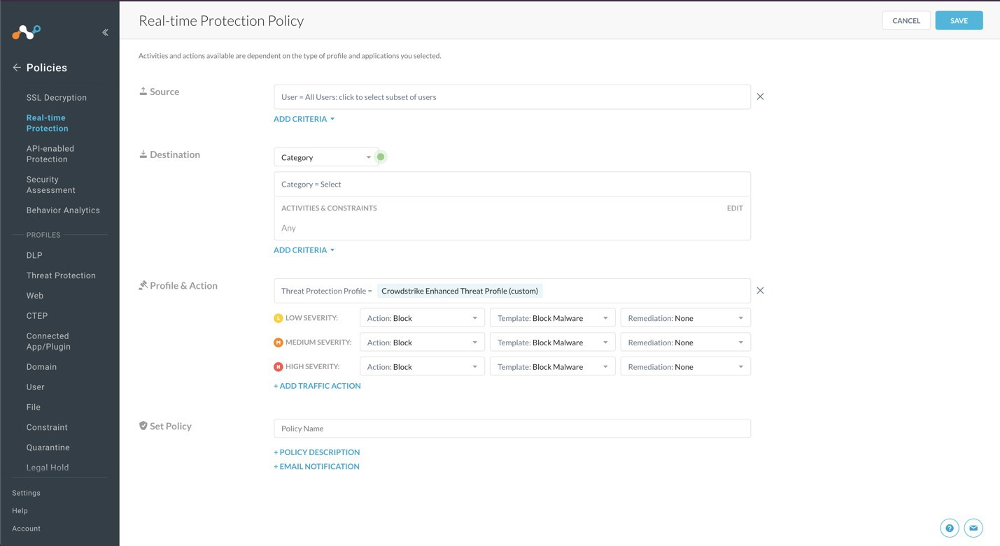 Real-time Protection Policy
CANCEL
SAVE
Policies
SSL Decryption
Real-time
Protection
API-enabled
Protection
Security
Assessment
Behavior Analytics
PROFILES
DLP
Threat Protection
Web
CTEP
Connected
App/Plugin
Domain
User
File
Constraint
Quarantine
Legal Hold
Settings
Help
Account
Activities and actions available are dependent on the type of profile and applications you selected.
Source
User = All Users: click to select subset of users
ADD CRITERIA
Destination
Category
Category = Select
ACTIVITIES & CONSTRAINTS EDIT
Any
ADD CRITERIA
Profile & Action
Threat Protection Profile = Crowdstrike Enhanced Threat Profile (custom)
L LOW SEVERITY: Action: Block Template: Block Malware Remediation: None
M MEDIUM SEVERITY: Action: Block Template: Block Malware Remediation: None
H HIGH SEVERITY: Action: Block Template: Block Malware Remediation: None
+ ADD TRAFFIC ACTION
Set Policy
Policy Name
+ POLICY DESCRIPTION
+ EMAIL NOTIFICATION